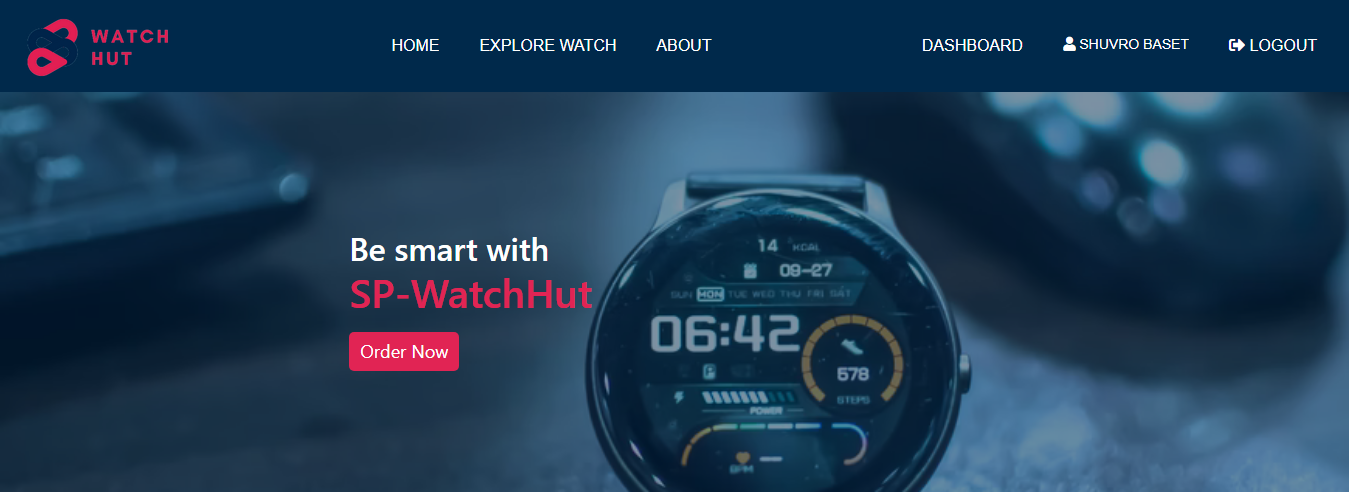 WATCH
HUT
HOME
EXPLORE WATCH
ABOUT
DASHBOARD
SHUVRO BASET
LOGOUT
Be smart with
SP-WatchHut
Order Now
14 KCAL
09-27
SUN MON TUE WED THU FRI SAT
06:42
P
578
STEPS
POWER
BPM